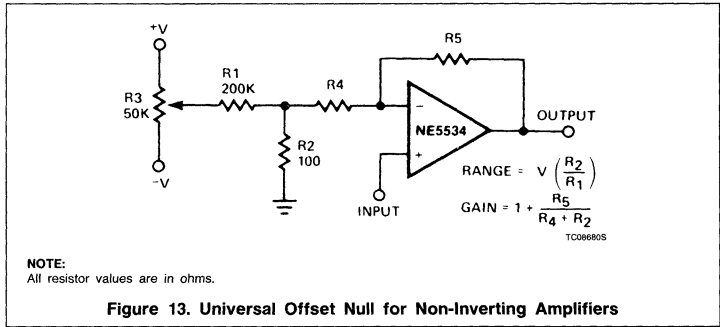 +V
R3
50K
-V
R1
200K
R2
100
R4
R5
−
NE5534
+
INPUT
OUTPUT
RANGE = V (R2/R1)
GAIN = 1 + R5/(R4 + R2)
TC08680S
NOTE:
All resistor values are in ohms.
Figure 13. Universal Offset Null for Non-Inverting Amplifiers